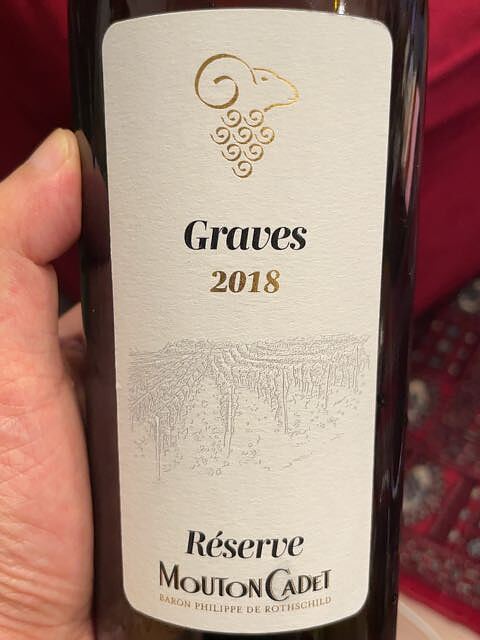 Graves
2018
Réserve
MOUTON CADET
BARON PHILIPPE DE ROTHSCHILD